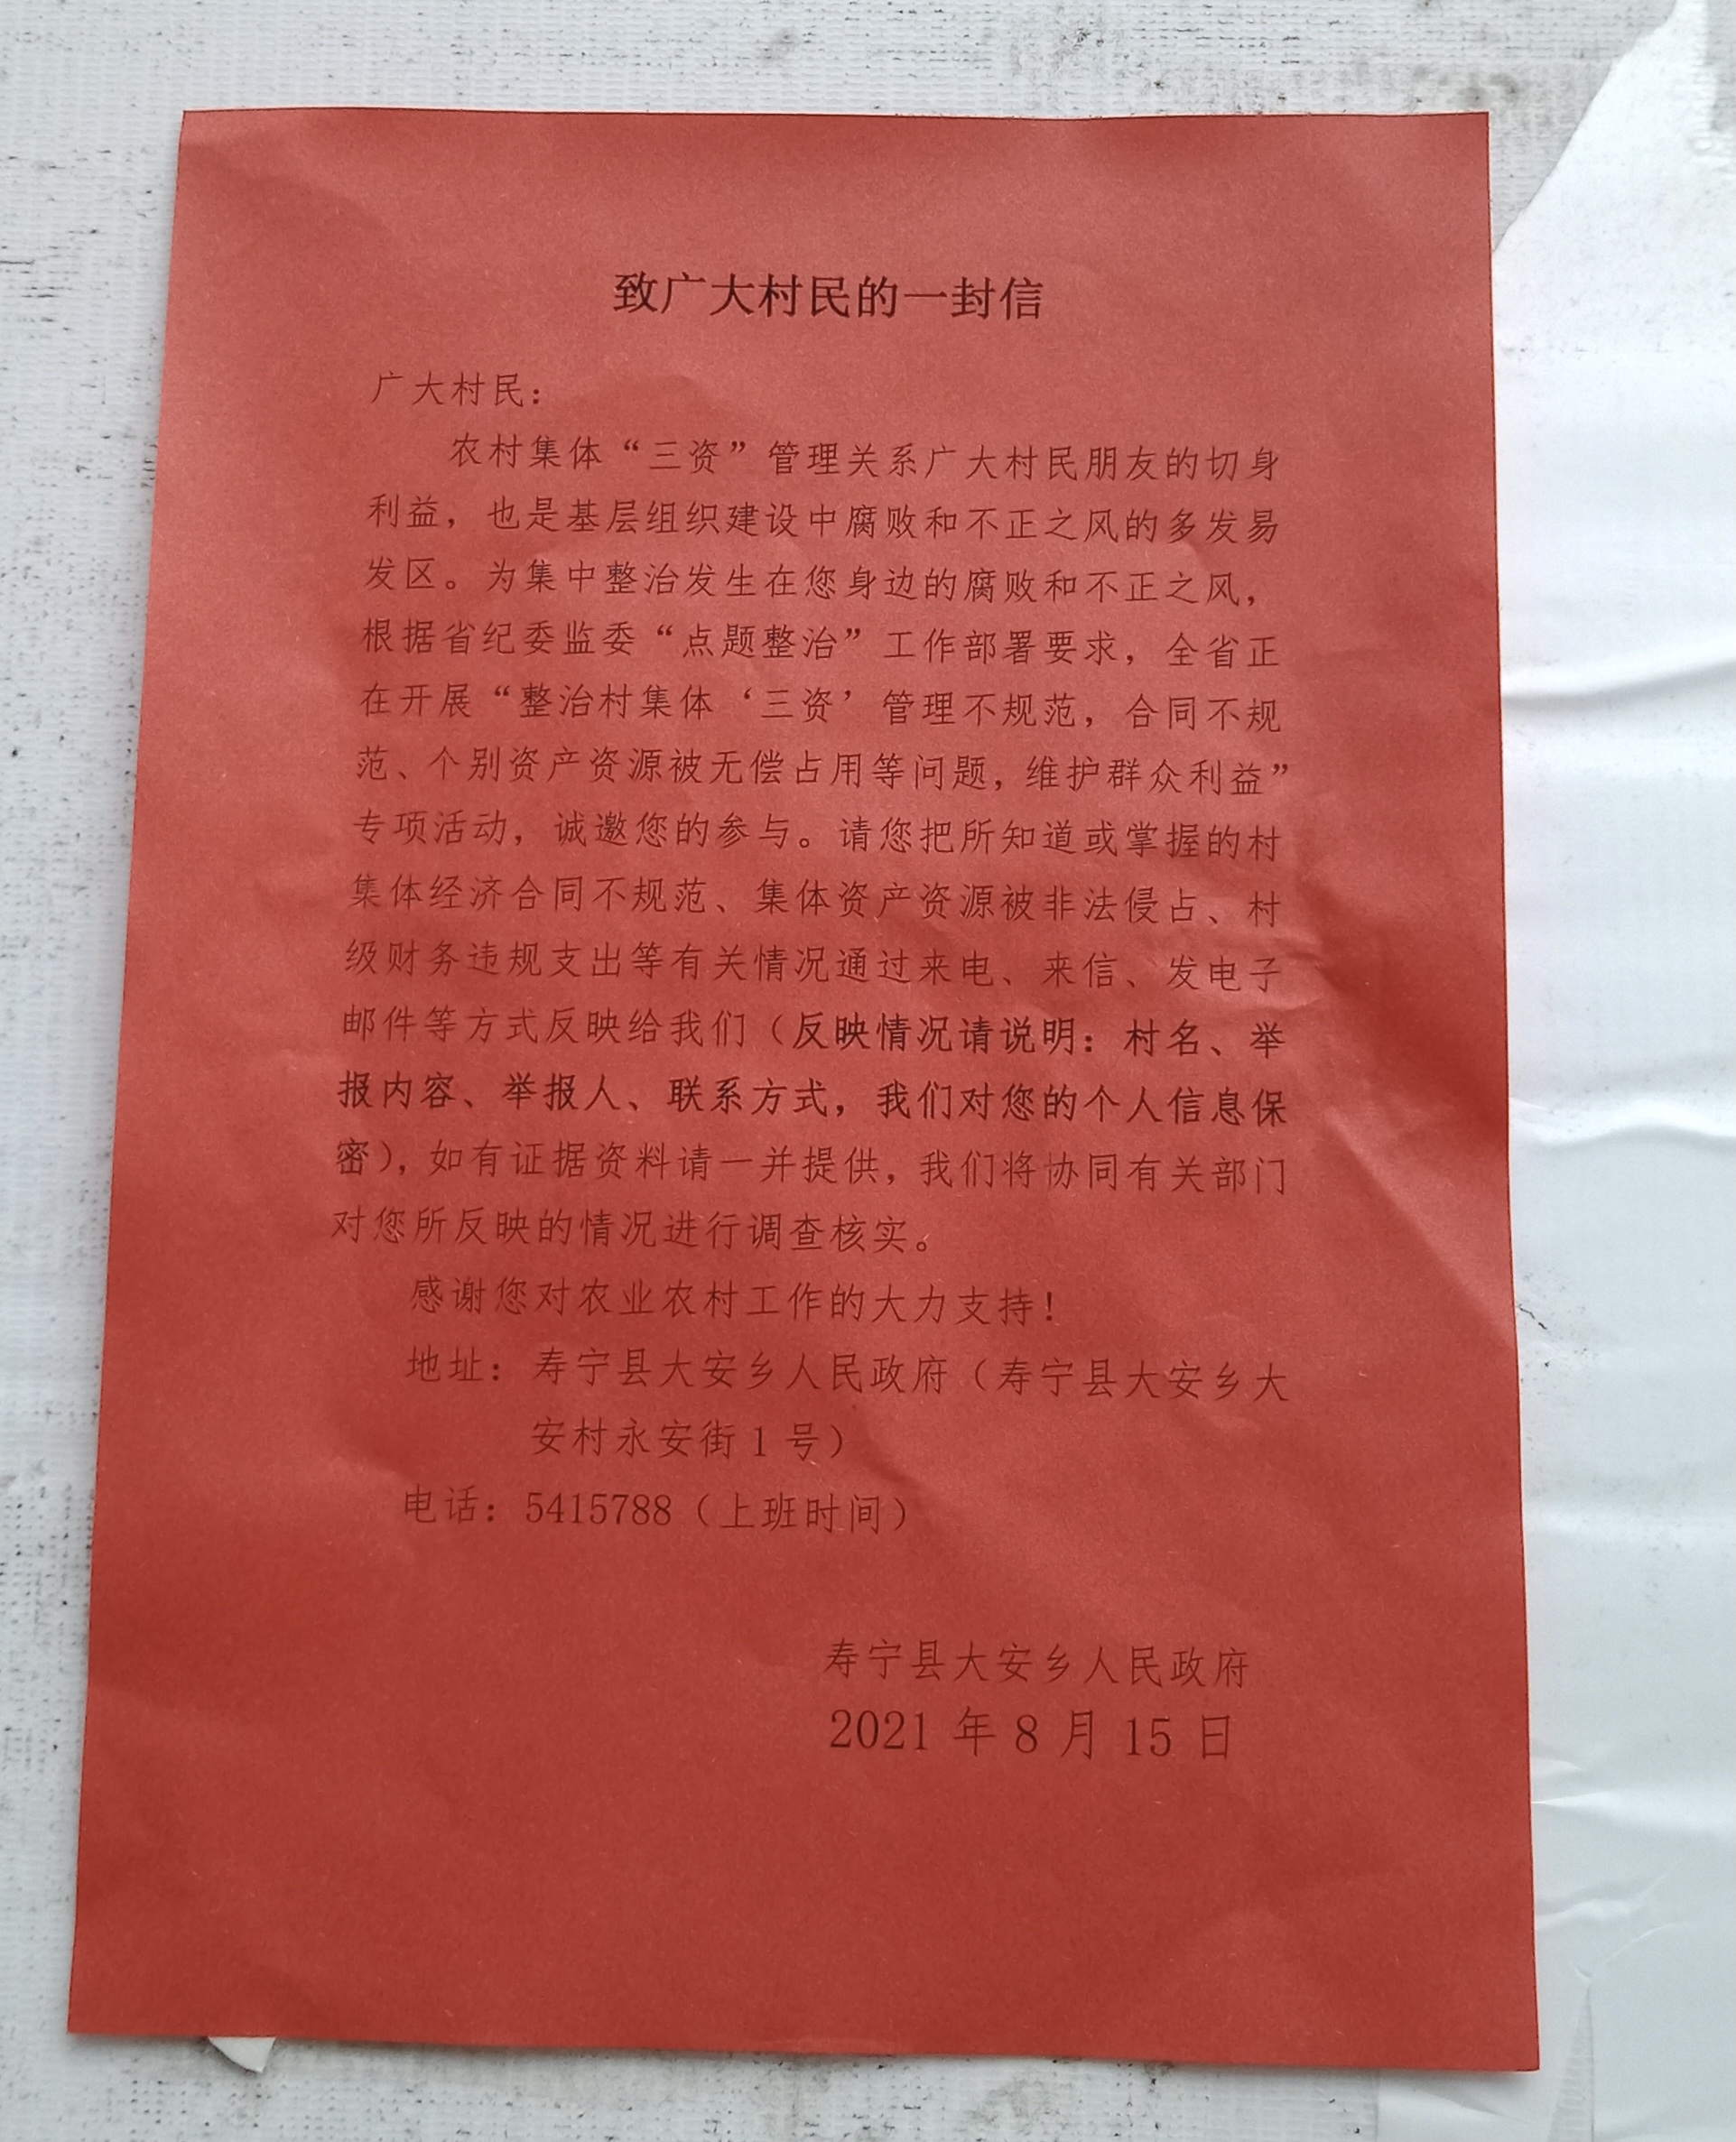 致广大村民的一封信
广大村民：
农村集体“三资”管理关系广大村民朋友的切身
利益，也是基层组织建设中腐败和不正之风的多发易
发区。为集中整治发生在您身边的腐败和不正之风，
根据省纪委监委“点题整治”工作部署要求，全省正
在开展“整治村集体‘三资’管理不规范，合同不规
范、个别资产资源被无偿占用等问题，维护群众利益”
专项活动，诚邀您的参与。请您把所知道或掌握的村
集体经济合同不规范、集体资产资源被非法侵占、村
级财务违规支出等有关情况通过来电、来信、发电子
邮件等方式反映给我们（反映情况请说明：村名、举
报内容、举报人、联系方式，我们对您的个人信息保
密），如有证据资料请一并提供，我们将协同有关部门
对您所反映的情况进行调查核实。
感谢您对农业农村工作的大力支持！
地址：寿宁县大安乡人民政府（寿宁县大安乡大
安村永安街1号）
电话：5415788（上班时间）
寿宁县大安乡人民政府
2021年8月15日